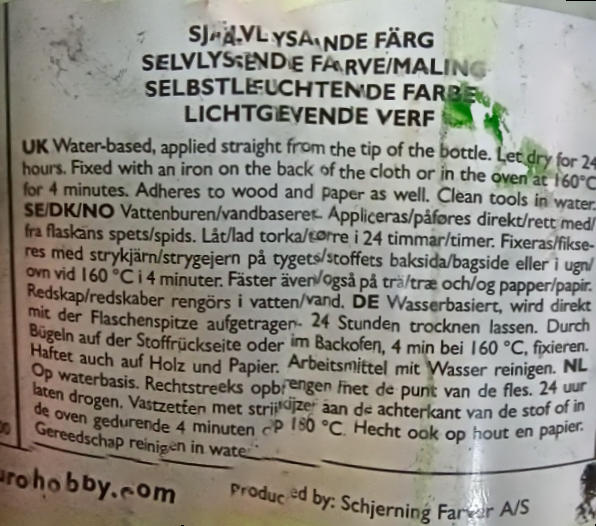 SJÄLVLYSANDE FÄRG
SELVLYSENDE FARVE/MALING
SELBSTLEUCHTENDE FARBE
LICHTGEVENDE VERF
UK Water-based, applied straight from the tip of the bottle. Let dry for 24
hours. Fixed with an iron on the back of the cloth or in the oven at 160°C
for 4 minutes. Adheres to wood and paper as well. Clean tools in water.
SE/DK/NO Vattenburen/vandbaseret. Appliceras/påføres direkt/rett med/
fra flaskans spets/spids. Låt/lad torka/tørre i 24 timmar/timer. Fixeras/fikse-
res med strykjärn/strygejern på tygets/stoffets baksida/bagside eller i ugn/
ovn vid 160 °C i 4 minuter. Fäster även/også på trä/træ och/og papper/papir.
Redskap/redskaber rengörs i vatten/vand. DE Wasserbasiert, wird direkt
mit der Flaschenspitze aufgetragen. 24 Stunden trocknen lassen. Durch
Bügeln auf der Stoffrückseite oder im Backofen, 4 min bei 160 °C, fixieren.
Haftet auch auf Holz und Papier. Arbeitsmittel mit Wasser reinigen. NL
Op waterbasis. Rechtstreeks opbrengen met de punt van de fles. 24 uur
laten drogen. Vastzetten met strijkijzer aan de achterkant van de stof of in
de oven gedurende 4 minuten op 180 °C. Hecht ook op hout en papier.
Gereedschap reinigen in water
urohobby.com
Produced by: Schjerning Farver A/S